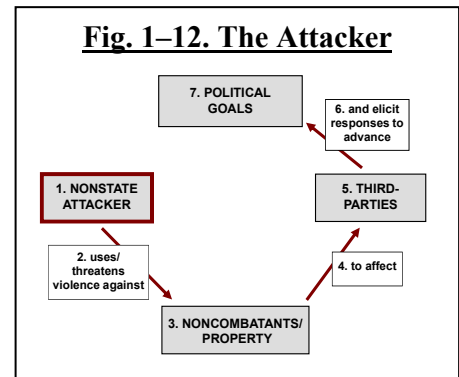 Fig. 1–12. The Attacker
7. POLITICAL
GOALS
6. and elicit
responses to
advance
1. NONSTATE
ATTACKER
5. THIRD-
PARTIES
2. uses/
threatens
violence against
4. to affect
3. NONCOMBATANTS/
PROPERTY